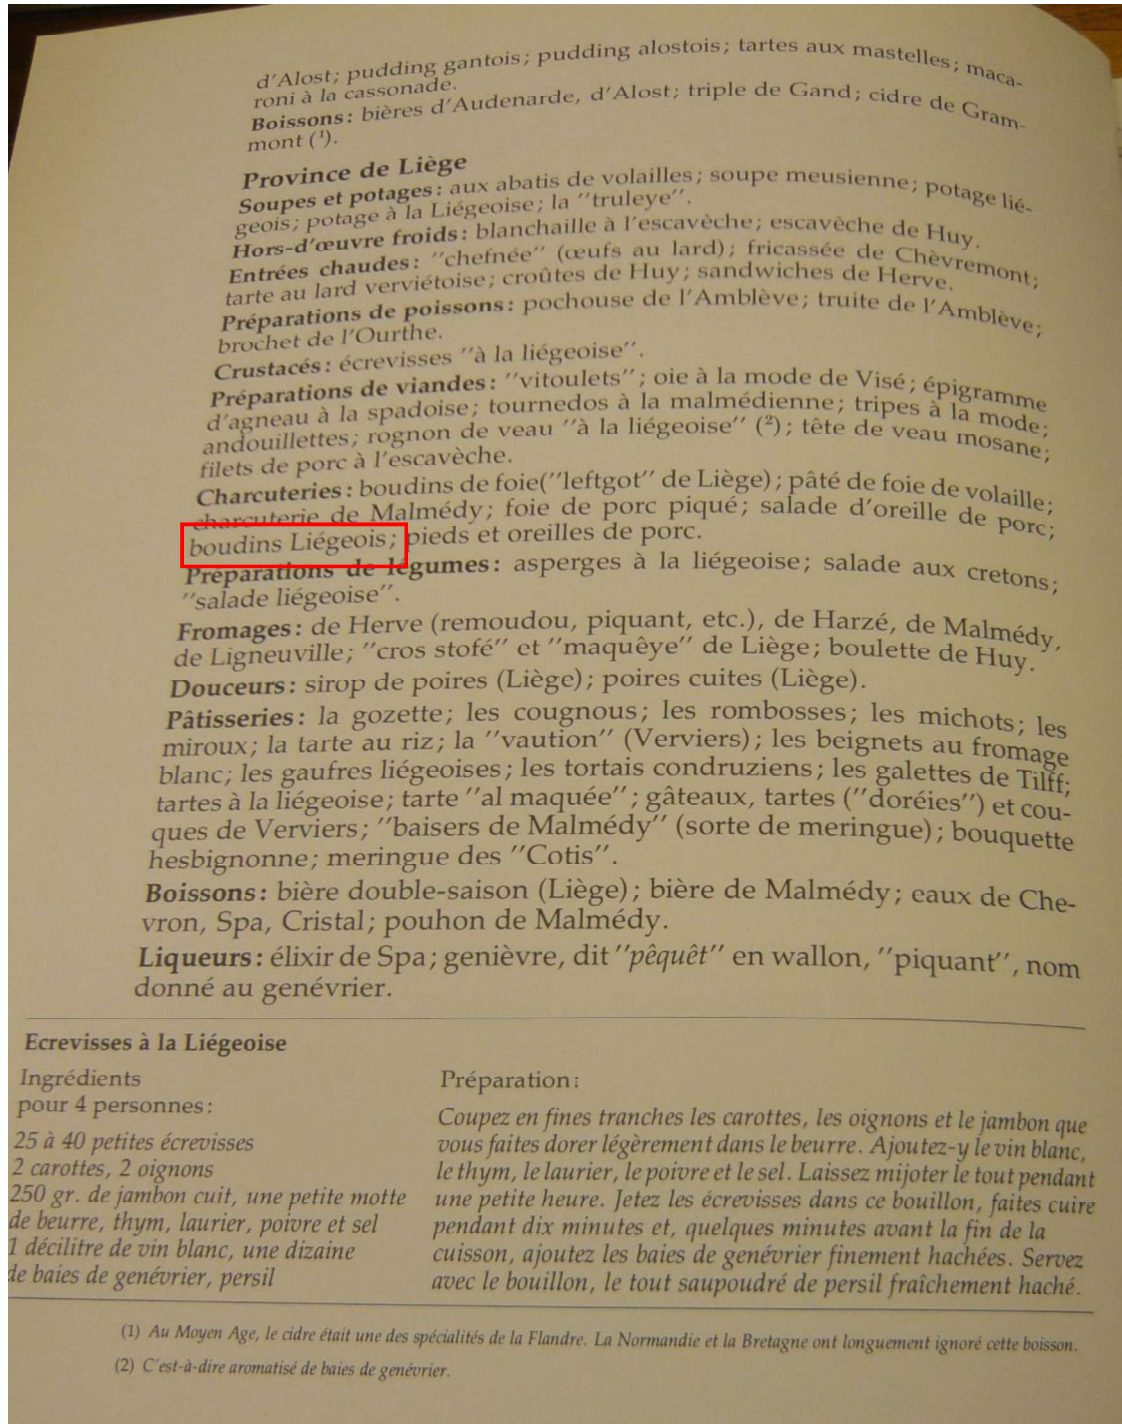 d'Alost; pudding gantois; pudding alostois; tartes aux mastelles; maca-
roni à la cassonade.
Boissons: bières d'Audenarde, d'Alost; triple de Gand; cidre de Gram-
mont (¹).
Province de Liège
Soupes et potages: aux abatis de volailles; soupe meusienne; potage lié-
geois; potage à la Liégeoise; la "truleye".
Hors-d'œuvre froids: blanchaille à l'escavèche; escavèche de Huy.
Entrées chaudes: "chefnée" (œufs au lard); fricassée de Chèvremont;
tarte au lard verviétoise; croûtes de Huy; sandwiches de Herve.
Préparations de poissons: pochouse de l'Amblève; truite de l'Amblève;
brochet de l'Ourthe.
Crustacés: écrevisses "à la liégeoise".
Préparations de viandes: "vitoulets"; oie à la mode de Visé; épigramme
d'agneau à la spadoise; tournedos à la malmédienne; tripes à la mode;
andouillettes; rognon de veau "à la liégeoise" (²); tête de veau mosane;
filets de porc à l'escavèche.
Charcuteries: boudins de foie("leftgot" de Liège); pâté de foie de volaille;
charcuterie de Malmédy; foie de porc piqué; salade d'oreille de porc;
boudins Liégeois; pieds et oreilles de porc.
Préparations de légumes: asperges à la liégeoise; salade aux cretons;
"salade liégeoise".
Fromages: de Herve (remoudou, piquant, etc.), de Harzé, de Malmédy,
de Ligneuville; "cros stofé" et "maquêye" de Liège; boulette de Huy.
Douceurs: sirop de poires (Liège); poires cuites (Liège).
Pâtisseries: la gozette; les cougnous; les rombosses; les michots; les
miroux; la tarte au riz; la "vaution" (Verviers); les beignets au fromage
blanc; les gaufres liégeoises; les tortais condruziens; les galettes de Tilff;
tartes à la liégeoise; tarte "al maquée"; gâteaux, tartes ("doréies") et cou-
ques de Verviers; "baisers de Malmédy" (sorte de meringue); bouquette
hesbignonne; meringue des "Cotis".
Boissons: bière double-saison (Liège); bière de Malmédy; eaux de Che-
vron, Spa, Cristal; pouhon de Malmédy.
Liqueurs: élixir de Spa; genièvre, dit "pêquêt" en wallon, "piquant", nom
donné au genévrier.
Ecrevisses à la Liégeoise
Ingrédients
pour 4 personnes:
25 à 40 petites écrevisses
2 carottes, 2 oignons
250 gr. de jambon cuit, une petite motte
de beurre, thym, laurier, poivre et sel
1 décilitre de vin blanc, une dizaine
de baies de genévrier, persil
Préparation:
Coupez en fines tranches les carottes, les oignons et le jambon que
vous faites dorer légèrement dans le beurre. Ajoutez-y le vin blanc,
le thym, le laurier, le poivre et le sel. Laissez mijoter le tout pendant
une petite heure. Jetez les écrevisses dans ce bouillon, faites cuire
pendant dix minutes et, quelques minutes avant la fin de la
cuisson, ajoutez les baies de genévrier finement hachées. Servez
avec le bouillon, le tout saupoudré de persil fraîchement haché.
(1) Au Moyen Age, le cidre était une des spécialités de la Flandre. La Normandie et la Bretagne ont longuement ignoré cette boisson.
(2) C'est-à-dire aromatisé de baies de genévrier.